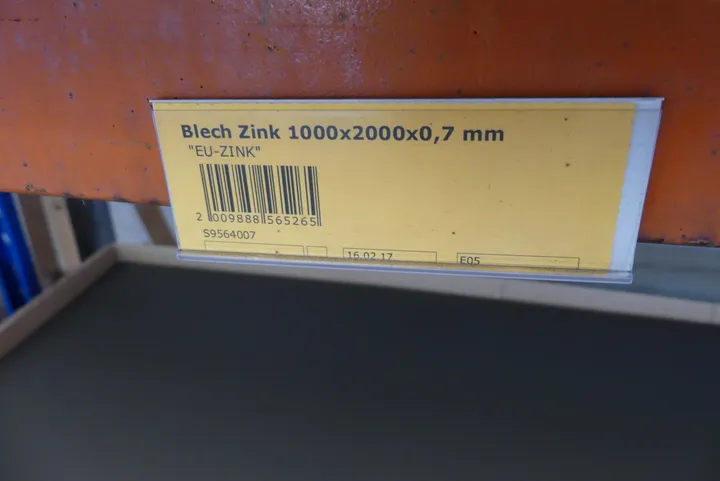 Blech Zink 1000x2000x0,7 mm
"EU-ZINK"
2 009888 565265
S9564007
16.02.17 E05